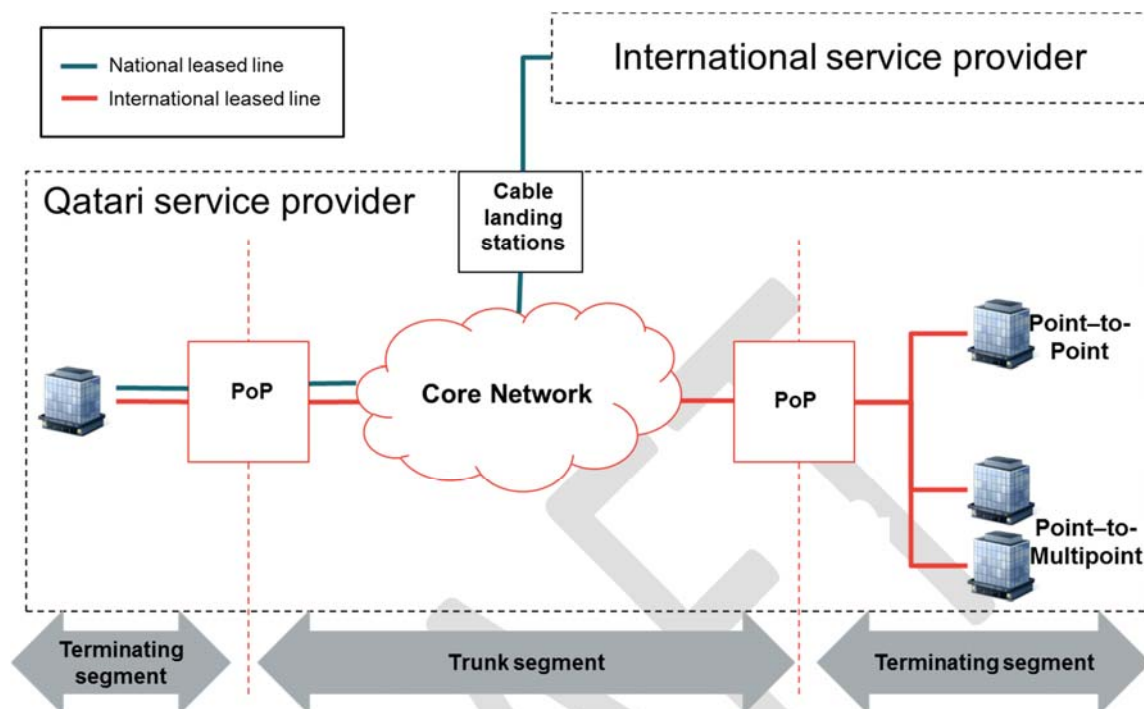 National leased line
International leased line
International service provider
Qatari service provider
Cable
landing
stations
PoP
Core Network
PoP
Point–to-
Point
Point–to-
Multipoint
Terminating
segment
Trunk segment
Terminating segment